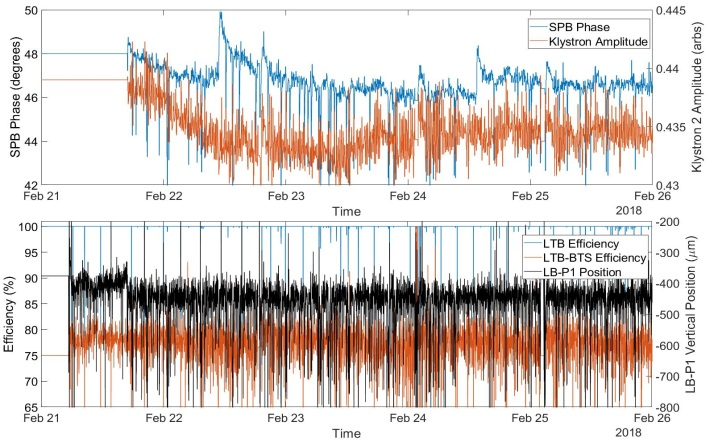 50
48
46
44
42
SPB Phase (degrees)
SPB Phase
Klystron Amplitude
0.445
0.44
0.435
0.43
Klystron 2 Amplitude (arbs)
Feb 21
Feb 22
Feb 23
Feb 24
Feb 25
Feb 26
Time
2018
100
95
90
85
80
75
70
65
Efficiency (%)
LTB Efficiency
LTB-BTS Efficiency
LB-P1 Position
-200
-300
-400
-500
-600
-700
-800
LB-P1 Vertical Position (μm)
Feb 21
Feb 22
Feb 23
Feb 24
Feb 25
Feb 26
Time
2018